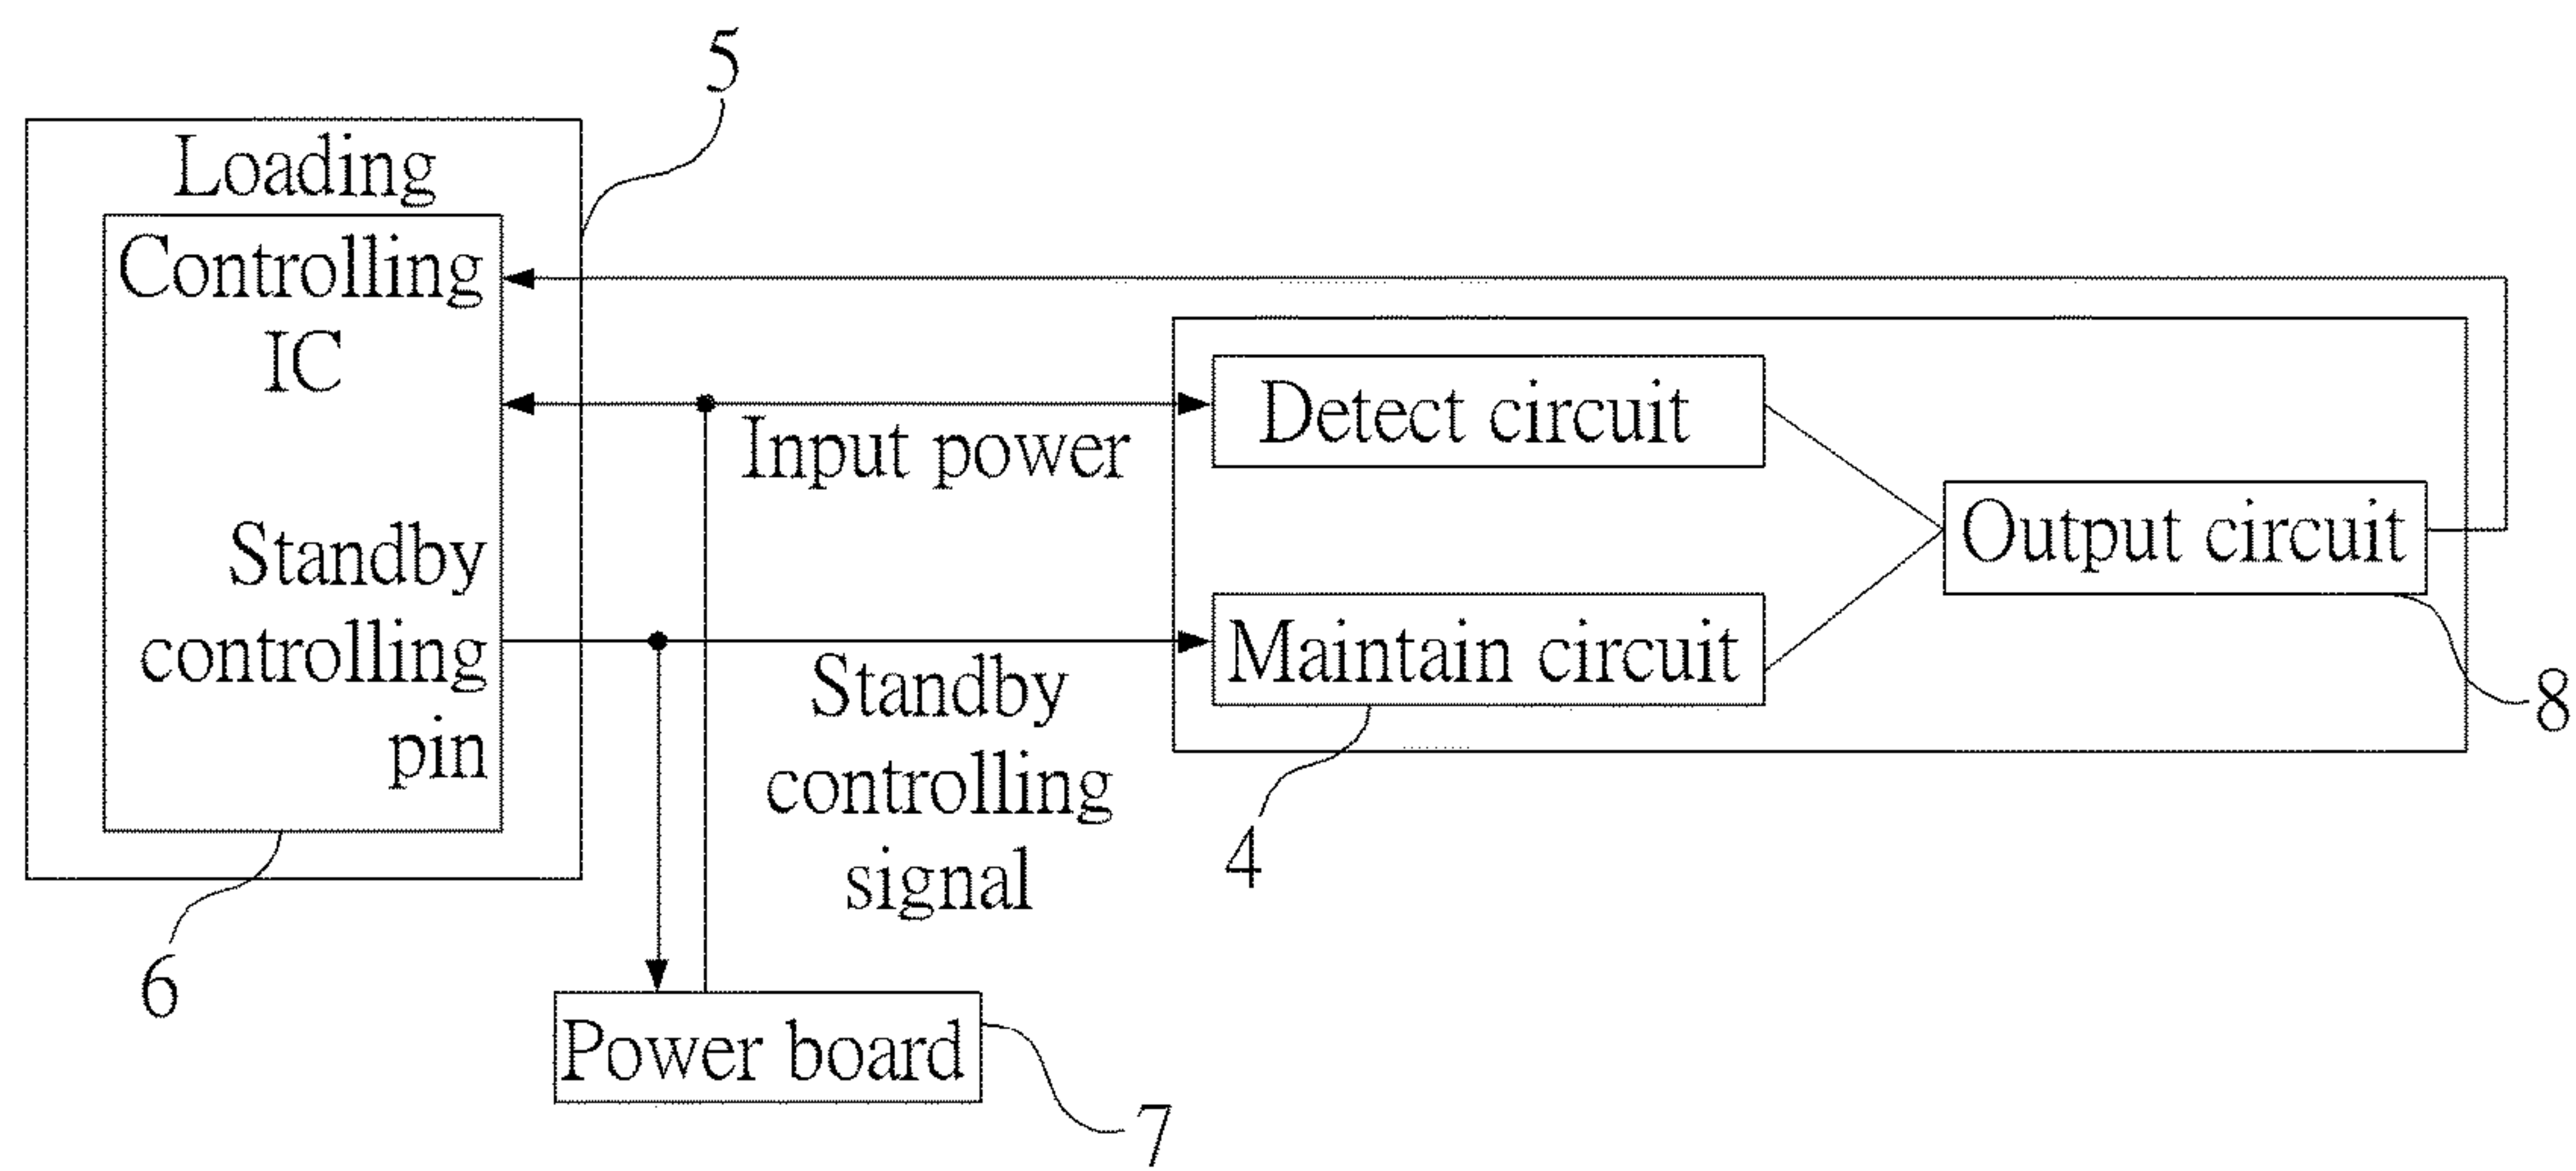 5
Loading
Controlling
IC
Standby
controlling
pin
6
Input power
Standby
controlling
signal
Power board
7
Detect circuit
Maintain circuit
4
Output circuit
8